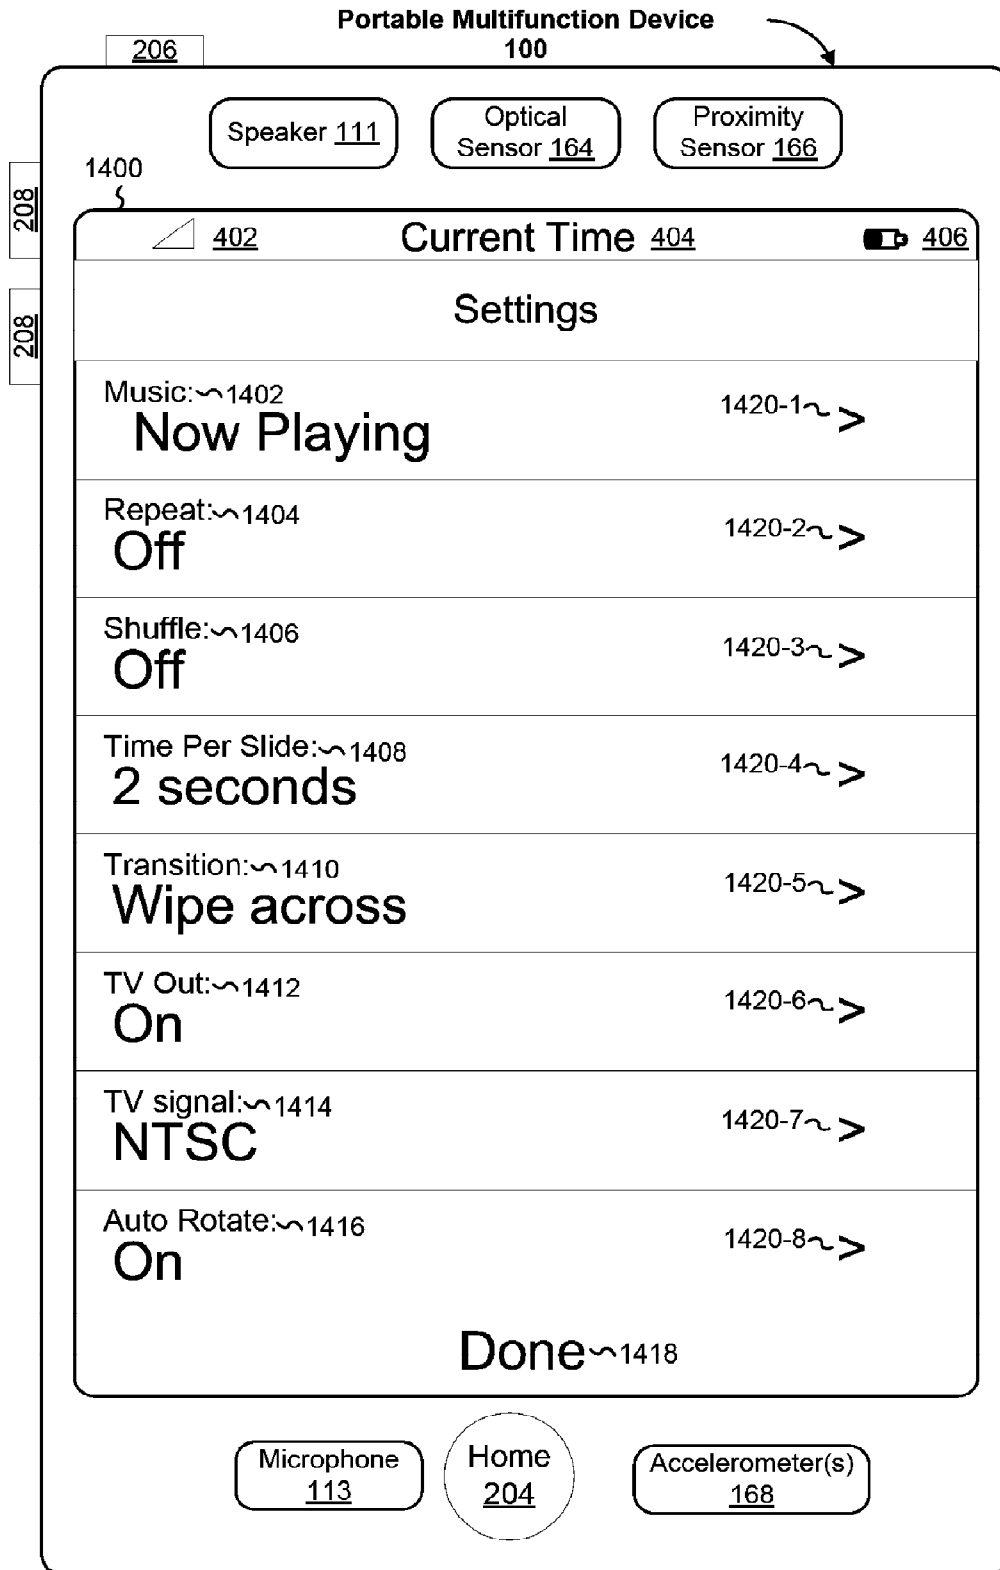 Portable Multifunction Device
100
206
Speaker 111
Optical
Sensor 164
Proximity
Sensor 166
1400
208
208
402
Current Time 404
406
Settings
Music: 1402
Now Playing
1420-1 >
Repeat: 1404
Off
1420-2 >
Shuffle: 1406
Off
1420-3 >
Time Per Slide: 1408
2 seconds
1420-4 >
Transition: 1410
Wipe across
1420-5 >
TV Out: 1412
On
1420-6 >
TV signal: 1414
NTSC
1420-7 >
Auto Rotate: 1416
On
1420-8 >
Done 1418
Microphone
113
Home
204
Accelerometer(s)
168